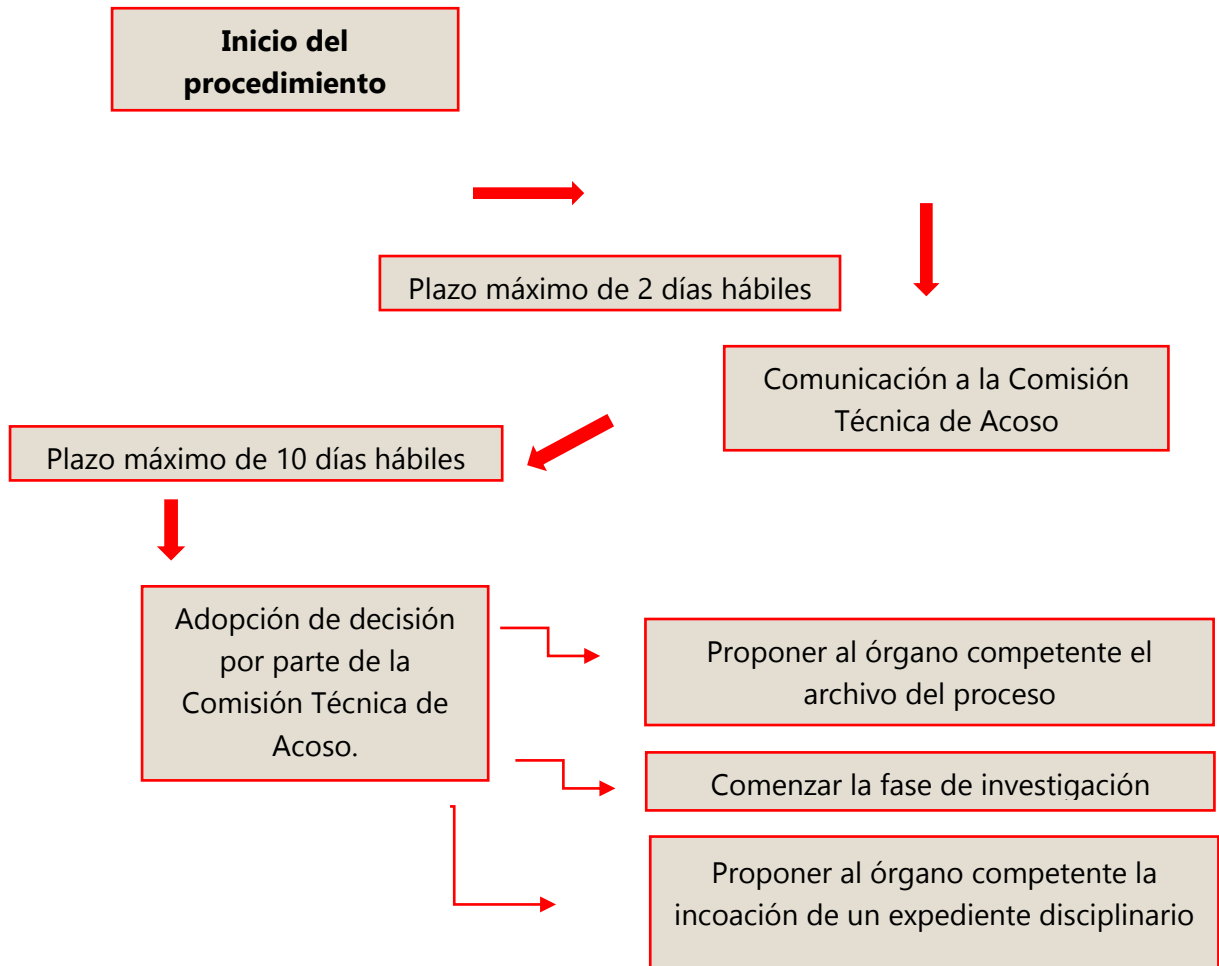 Inicio del
procedimiento
Plazo máximo de 2 días hábiles
Comunicación a la Comisión
Técnica de Acoso
Plazo máximo de 10 días hábiles
Adopción de decisión
por parte de la
Comisión Técnica de
Acoso.
Proponer al órgano competente el
archivo del proceso
Comenzar la fase de investigación
Proponer al órgano competente la
incoación de un expediente disciplinario